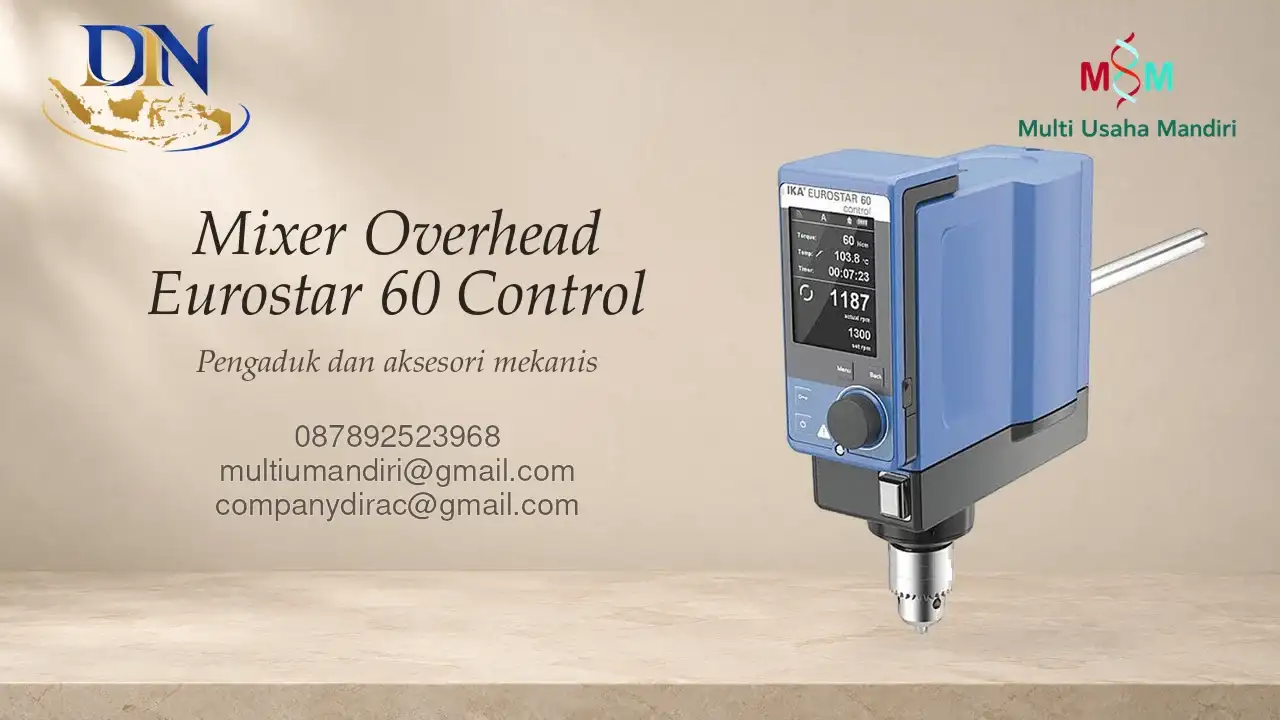 DN
MSM
Multi Usaha Mandiri
Mixer Overhead
Eurostar 60 Control
Pengaduk dan aksesori mekanis
087892523968
multiumandiri@gmail.com
companydirac@gmail.com
IKA® EUROSTAR 60
control
A
Torque: 60 Ncm
Temp: 103.8 °C
Timer: 00:07:23
1187
actual rpm
1300
set rpm
Menu
Back